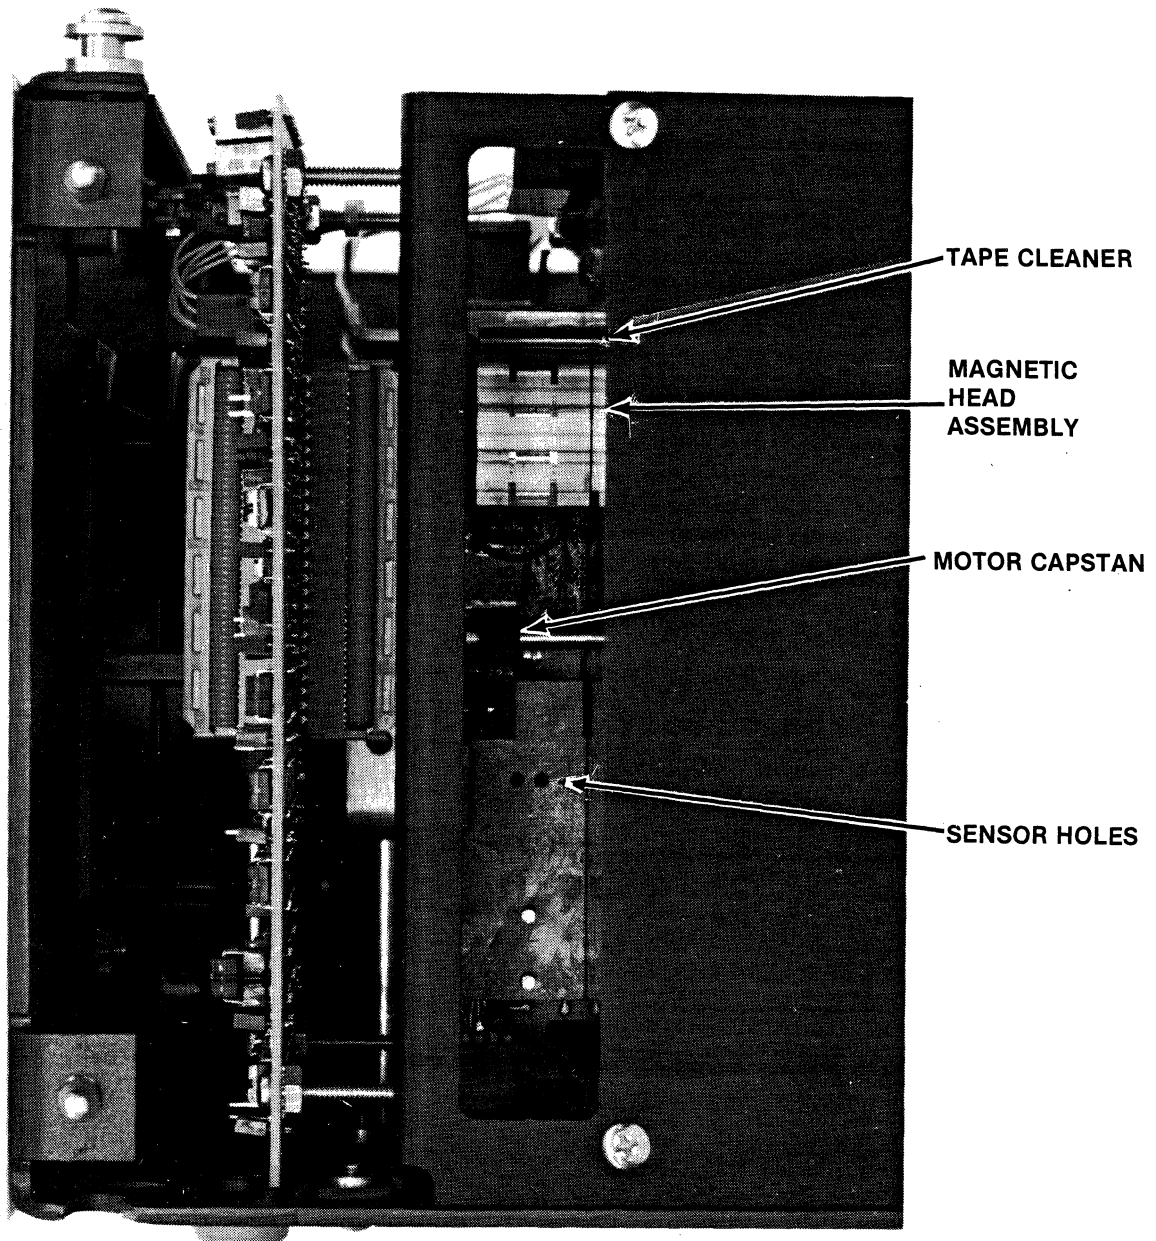 TAPE CLEANER
MAGNETIC
HEAD
ASSEMBLY
MOTOR CAPSTAN
SENSOR HOLES